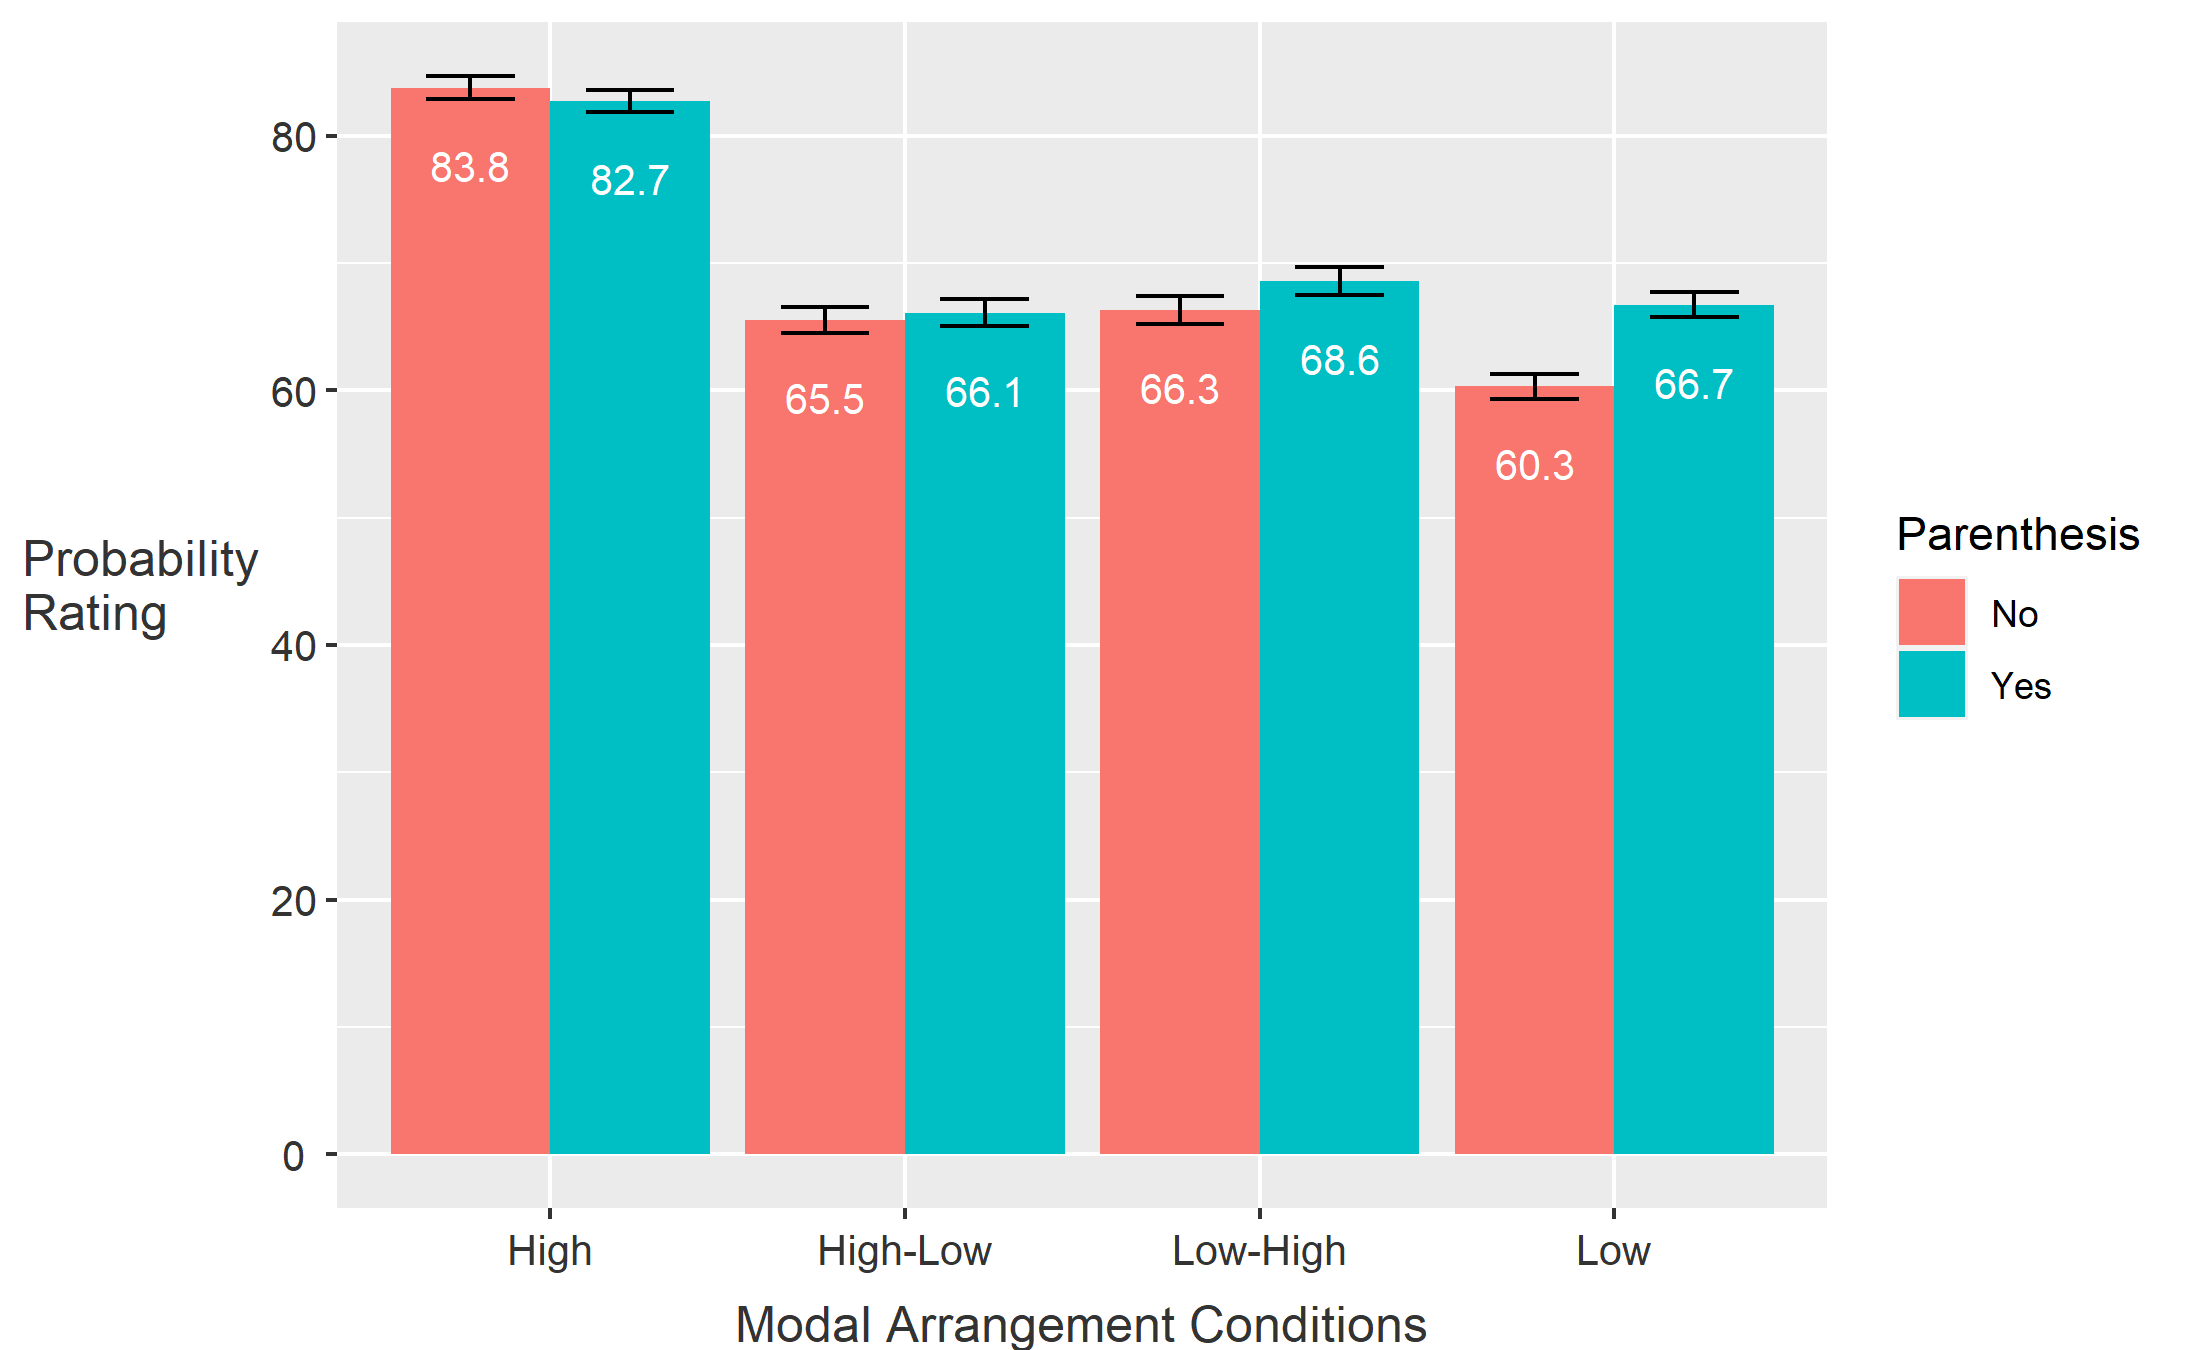 80
60
40
20
0
Probability
Rating
83.8
82.7
65.5
66.1
66.3
68.6
60.3
66.7
High
High-Low
Low-High
Low
Modal Arrangement Conditions
Parenthesis
No
Yes